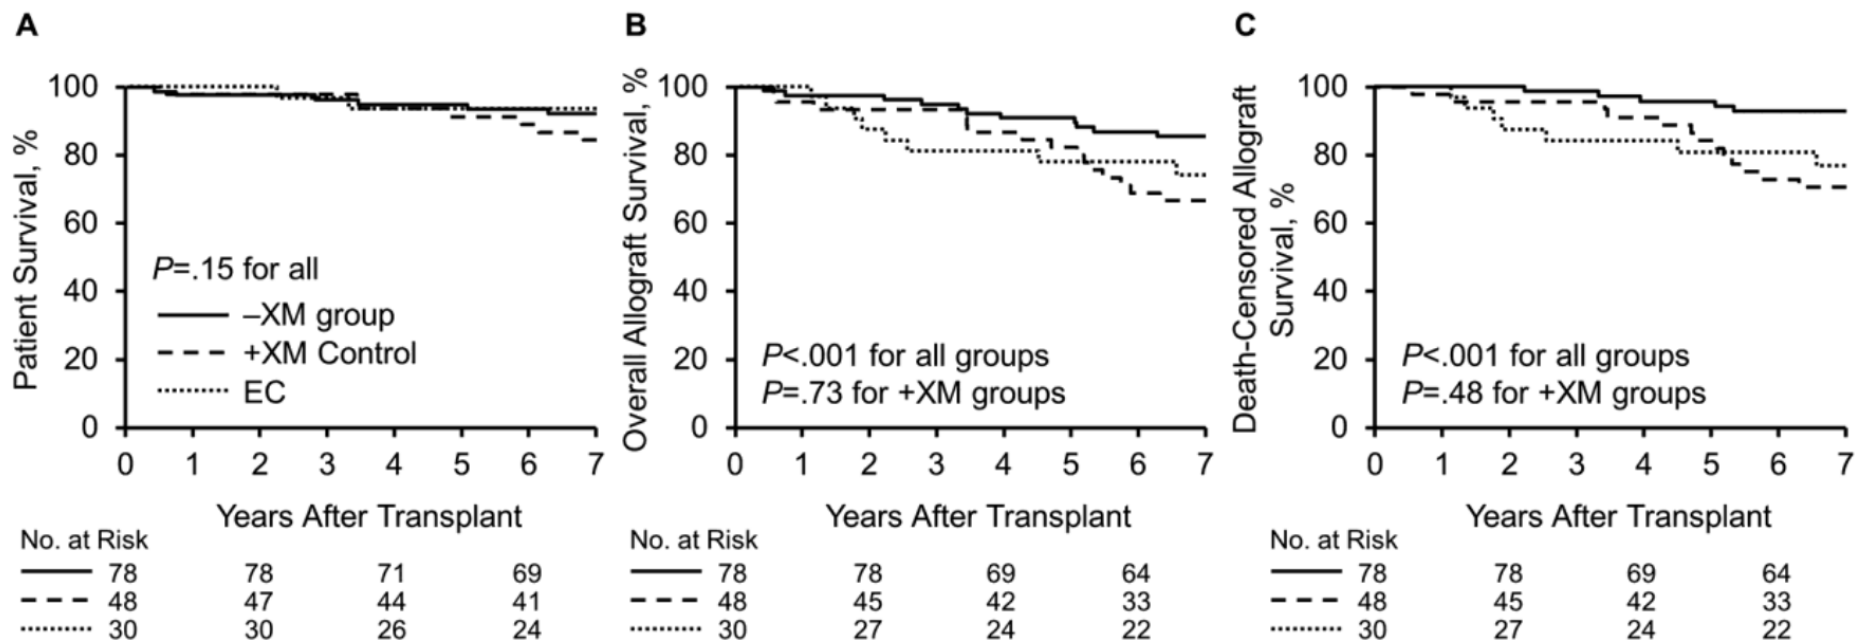 A
Patient Survival, %
100
80
60
40
20
0
P=.15 for all
–XM group
+XM Control
EC
0 1 2 3 4 5 6 7
Years After Transplant
No. at Risk
78 78 71 69
48 47 44 41
30 30 26 24
B
Overall Allograft Survival, %
100
80
60
40
20
0
P<.001 for all groups
P=.73 for +XM groups
0 1 2 3 4 5 6 7
Years After Transplant
No. at Risk
78 78 69 64
48 45 42 33
30 27 24 22
C
Death-Censored Allograft
Survival, %
100
80
60
40
20
0
P<.001 for all groups
P=.48 for +XM groups
0 1 2 3 4 5 6 7
Years After Transplant
No. at Risk
78 78 69 64
48 45 42 33
30 27 24 22